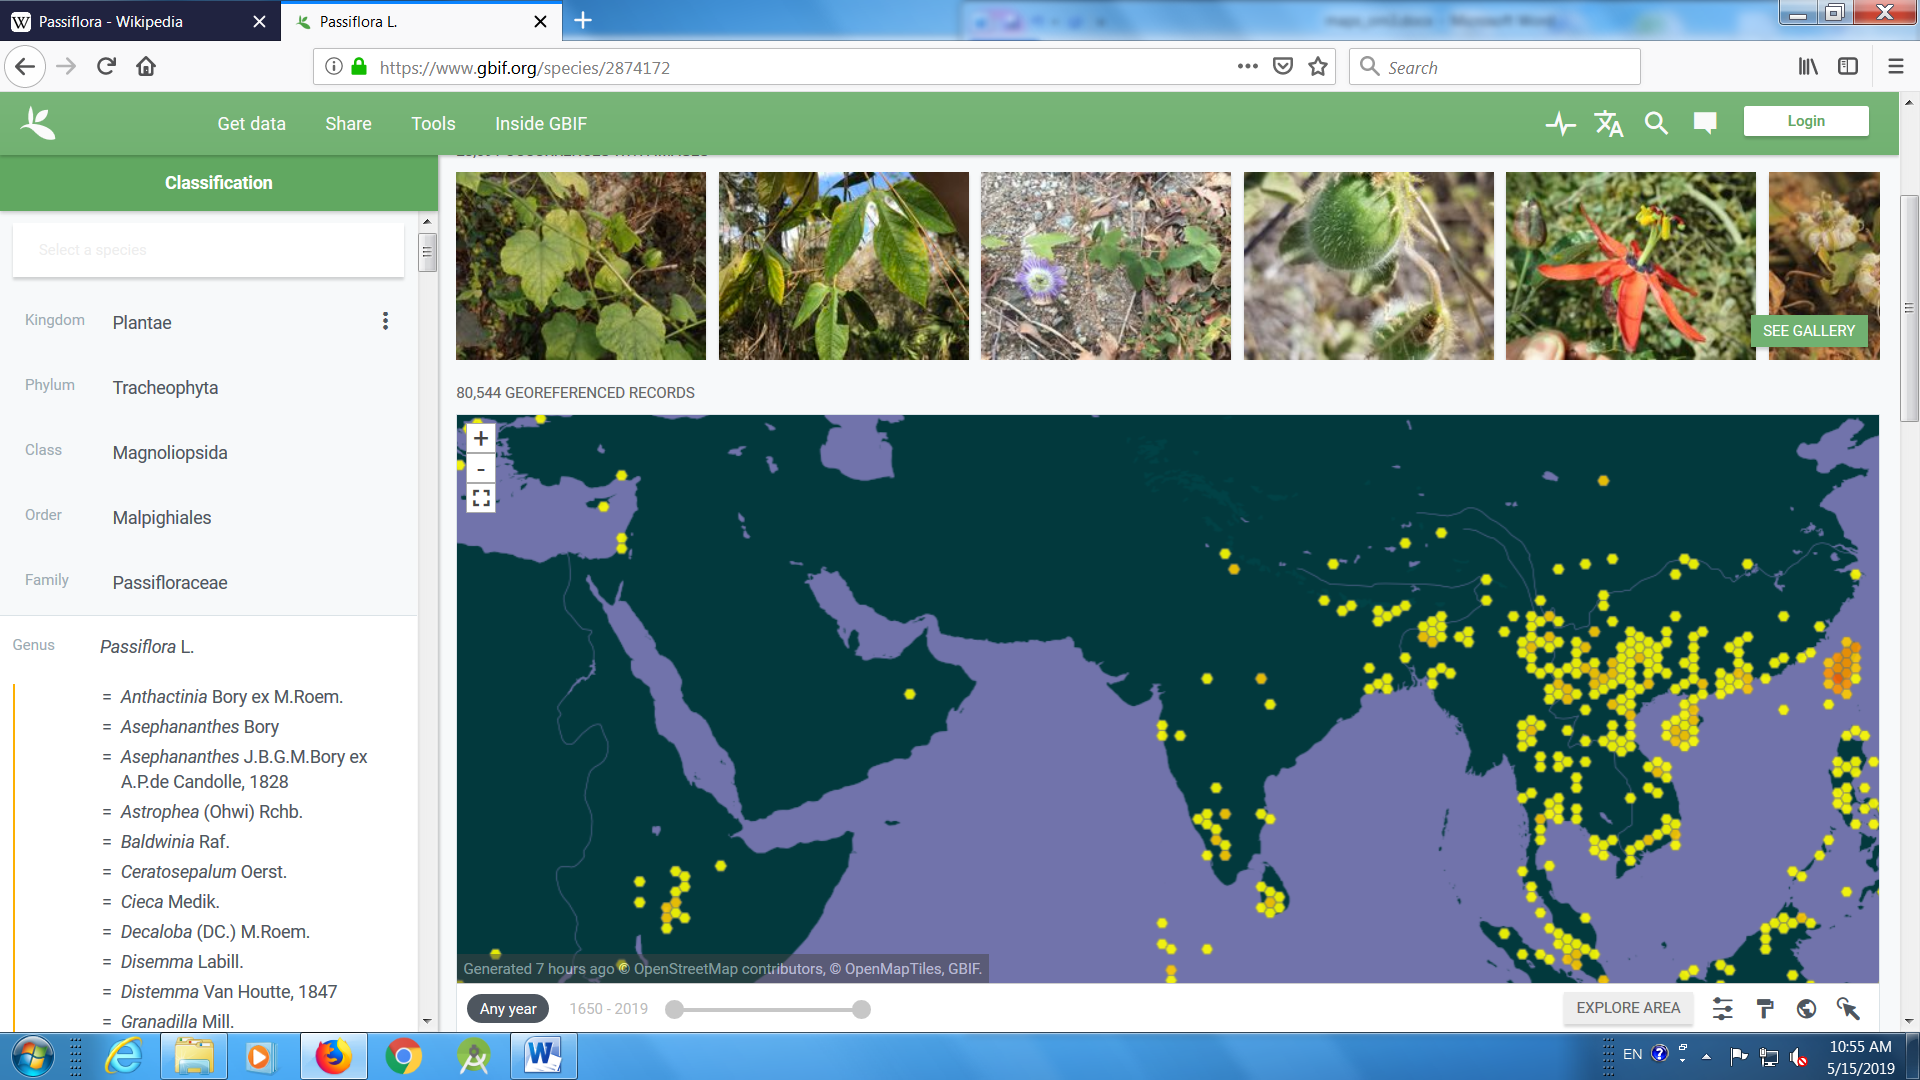 Passiflora - Wikipedia
Passiflora L.
https://www.gbif.org/species/2874172
Search
Get data
Share
Tools
Inside GBIF
Login
Classification
Select a species
Kingdom Plantae
Phylum Tracheophyta
Class Magnoliopsida
Order Malpighiales
Family Passifloraceae
Genus Passiflora L.
= Anthactinia Bory ex M.Roem.
= Asephananthes Bory
= Asephananthes J.B.G.M.Bory ex
A.P.de Candolle, 1828
= Astrophea (Ohwi) Rchb.
= Baldwinia Raf.
= Ceratosepalum Oerst.
= Cieca Medik.
= Decaloba (DC.) M.Roem.
= Disemma Labill.
= Distemma Van Houtte, 1847
= Granadilla Mill.
SEE GALLERY
80,544 GEOREFERENCED RECORDS
+
-
Generated 7 hours ago © OpenStreetMap contributors, © OpenMapTiles, GBIF.
Any year
1650 - 2019
EXPLORE AREA
EN
10:55 AM
5/15/2019